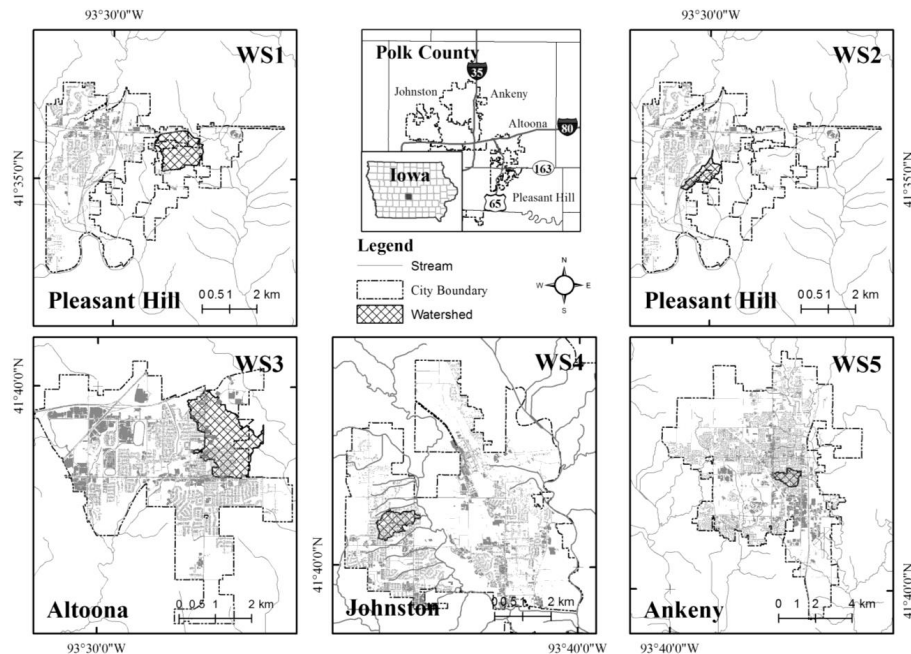 93°30'0"W
93°30'0"W
WS1
Polk County
WS2
35
Johnston
Ankeny
Altoona
80
41°35'0"N
163
41°35'0"N
Iowa
65
Pleasant Hill
Legend
Stream
City Boundary
Watershed
N
W E
S
0 0.5 1 2 km
Pleasant Hill
0 0.5 1 2 km
Pleasant Hill
WS3
WS4
WS5
41°40'0"N
41°40'0"N
41°40'0"N
0 0.5 1 2 km
Altoona
0 0.5 1 2 km
Johnston
0 1 2 4 km
Ankeny
93°30'0"W
93°40'0"W
93°40'0"W